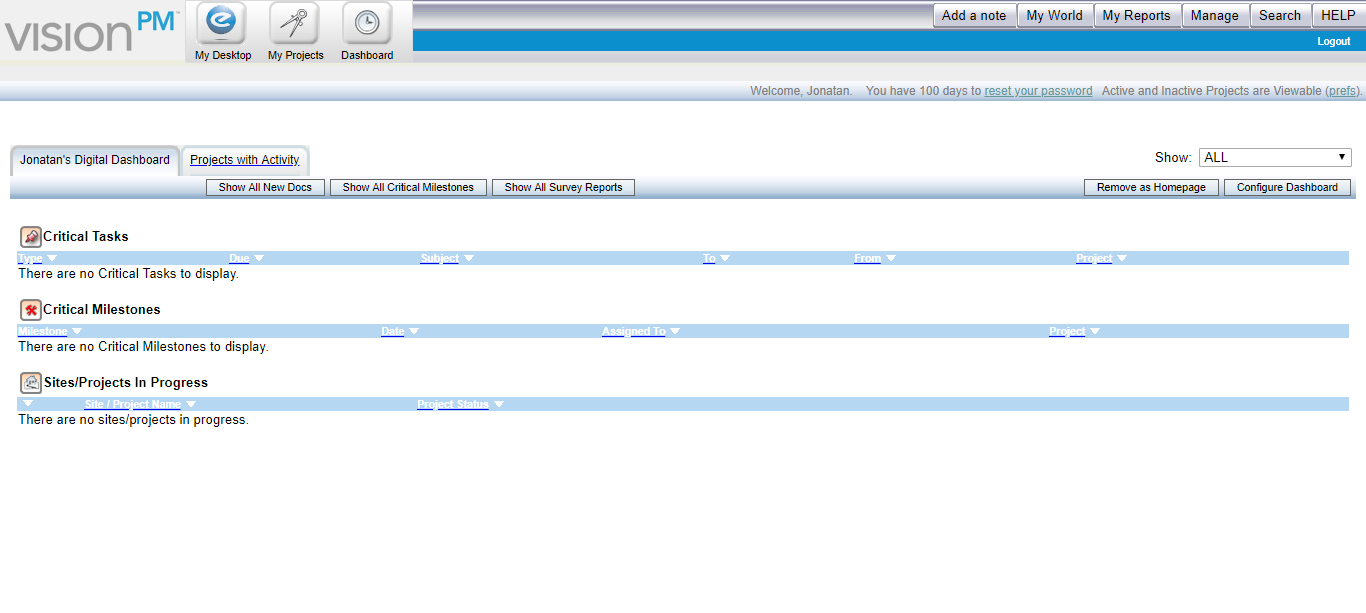 vision PM™
My Desktop My Projects Dashboard
Add a note My World My Reports Manage Search HELP
Logout
Welcome, Jonatan. You have 100 days to reset your password Active and Inactive Projects are Viewable (prefs).
Jonatan's Digital Dashboard Projects with Activity Show: ALL
Show All New Docs Show All Critical Milestones Show All Survey Reports Remove as Homepage Configure Dashboard
Critical Tasks
Type Due Subject To From Project
There are no Critical Tasks to display.
Critical Milestones
Milestone Date Assigned To Project
There are no Critical Milestones to display.
Sites/Projects In Progress
Site / Project Name Project Status
There are no sites/projects in progress.